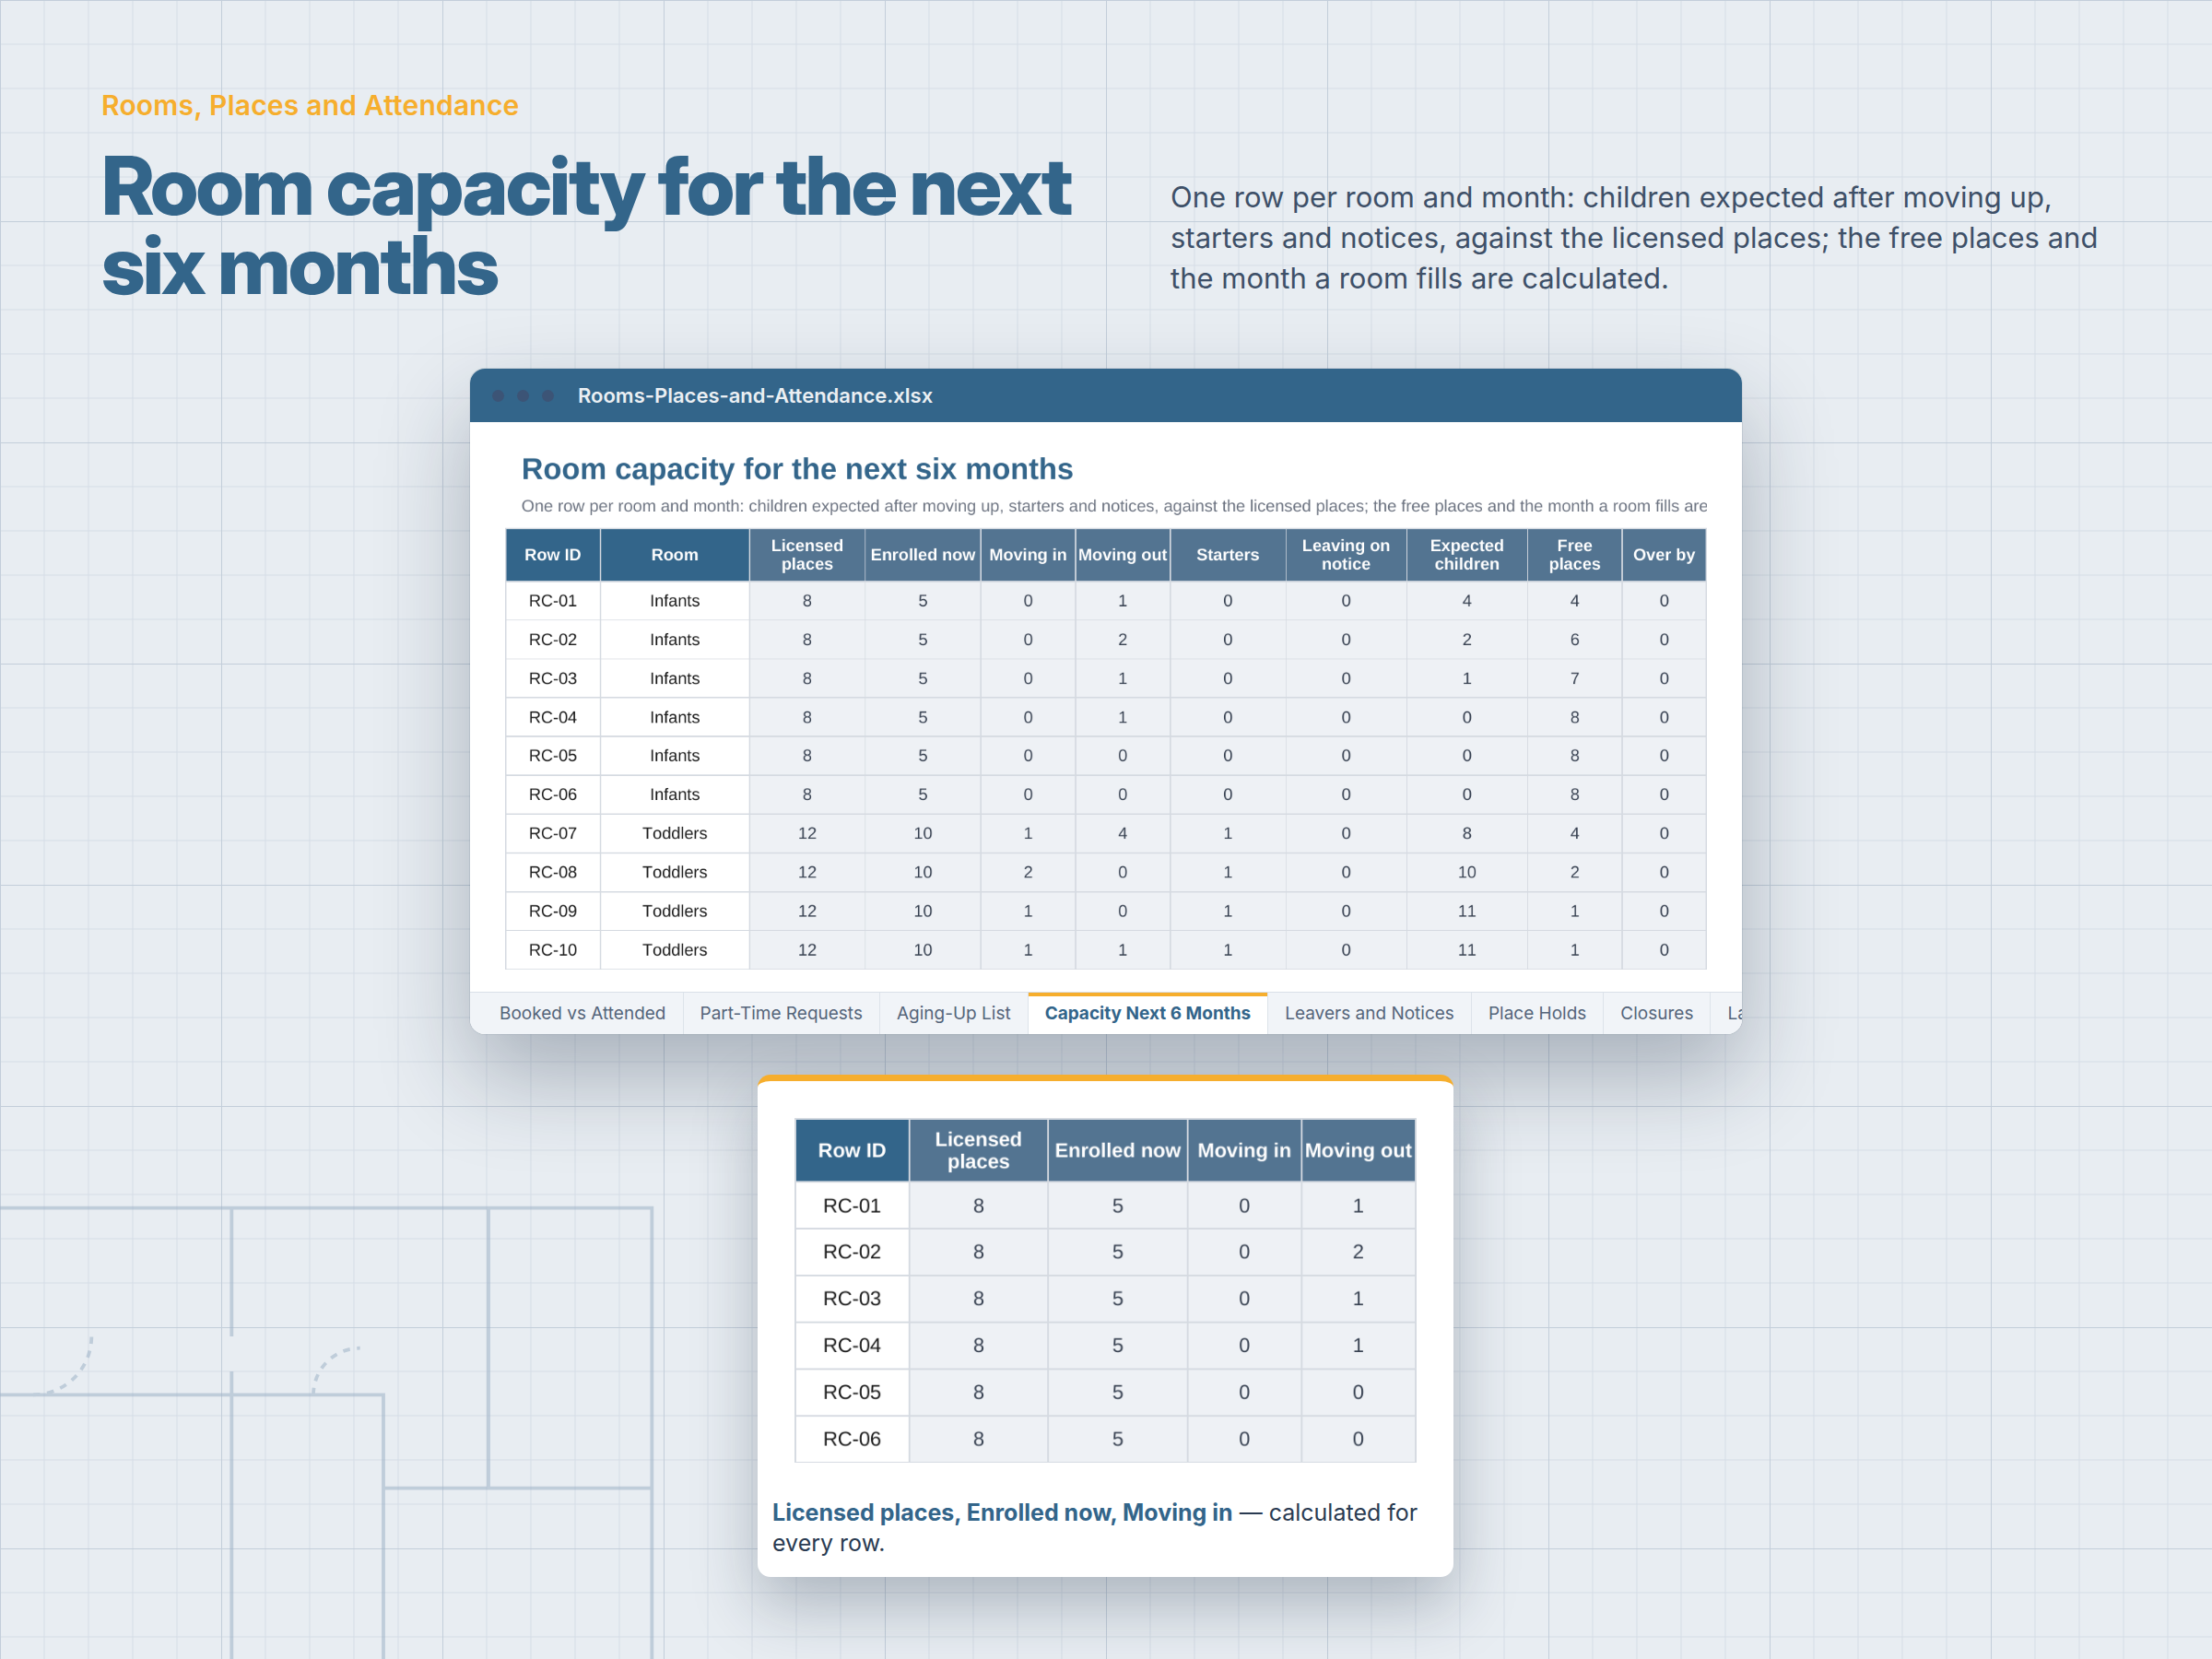 Rooms, Places and Attendance
Room capacity for the next
six months
One row per room and month: children expected after moving up,
starters and notices, against the licensed places; the free places and
the month a room fills are calculated.
Rooms-Places-and-Attendance.xlsx
Room capacity for the next six months
One row per room and month: children expected after moving up, starters and notices, against the licensed places; the free places and the month a room fills are
Row ID Room Licensed places Enrolled now Moving in Moving out Starters Leaving on notice Expected children Free places Over by
RC-01 Infants 8 5 0 1 0 0 4 4 0
RC-02 Infants 8 5 0 2 0 0 2 6 0
RC-03 Infants 8 5 0 1 0 0 1 7 0
RC-04 Infants 8 5 0 1 0 0 0 8 0
RC-05 Infants 8 5 0 0 0 0 0 8 0
RC-06 Infants 8 5 0 0 0 0 0 8 0
RC-07 Toddlers 12 10 1 4 1 0 8 4 0
RC-08 Toddlers 12 10 2 0 1 0 10 2 0
RC-09 Toddlers 12 10 1 0 1 0 11 1 0
RC-10 Toddlers 12 10 1 1 1 0 11 1 0
Booked vs Attended Part-Time Requests Aging-Up List Capacity Next 6 Months Leavers and Notices Place Holds Closures
Row ID Licensed places Enrolled now Moving in Moving out
RC-01 8 5 0 1
RC-02 8 5 0 2
RC-03 8 5 0 1
RC-04 8 5 0 1
RC-05 8 5 0 0
RC-06 8 5 0 0
Licensed places, Enrolled now, Moving in — calculated for
every row.